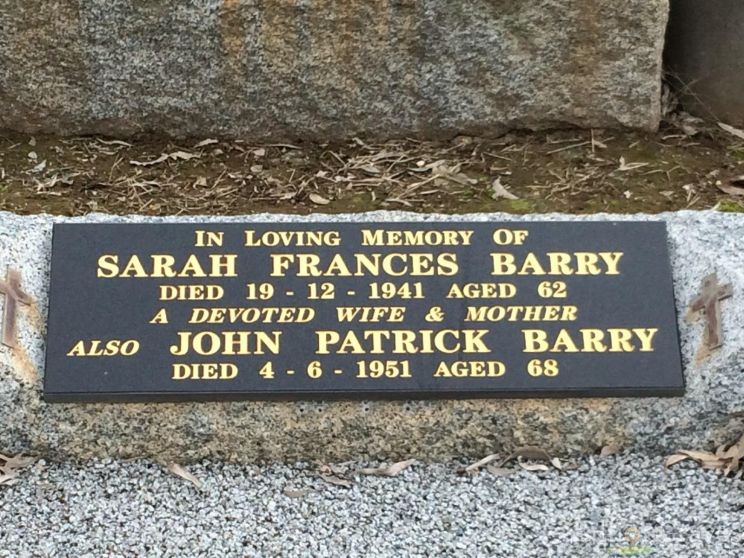 IN LOVING MEMORY OF
SARAH FRANCES BARRY
DIED 19 - 12 - 1941 AGED 62
A DEVOTED WIFE & MOTHER
ALSO JOHN PATRICK BARRY
DIED 4 - 6 - 1951 AGED 68